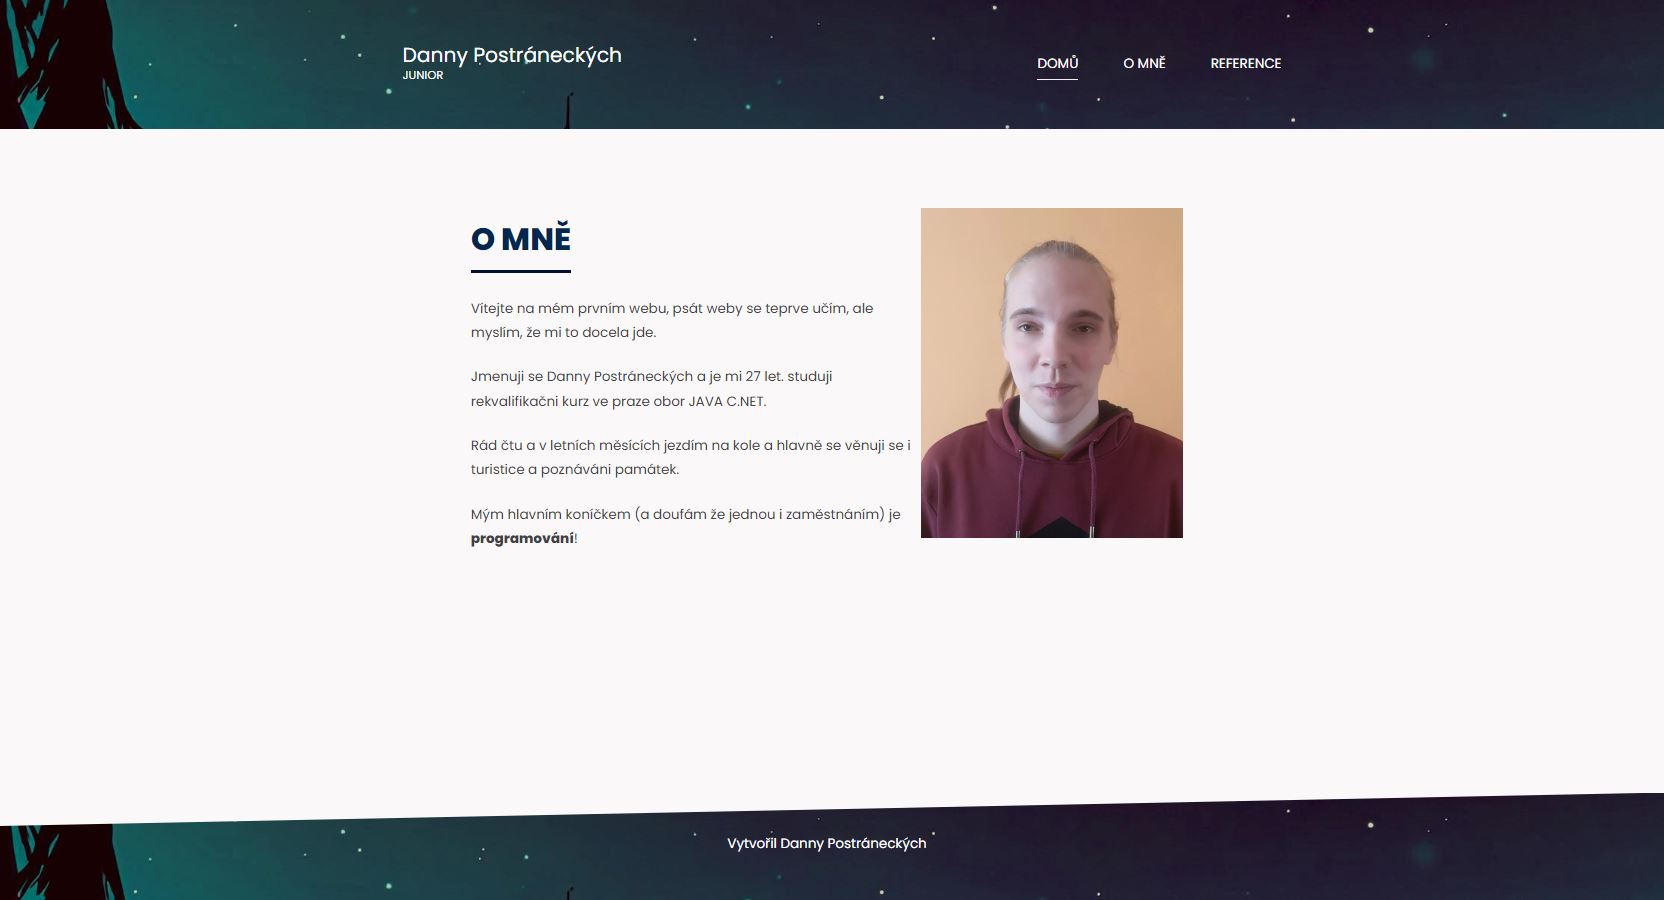 Danny Postráneckých
JUNIOR
DOMŮ
O MNĚ
REFERENCE
O MNĚ
Vítejte na mém prvním webu, psát weby se teprve učím, ale
myslím, že mi to docela jde.
Jmenuji se Danny Postráneckých a je mi 27 let. studuji
rekvalifikačni kurz ve praze obor JAVA C.NET.
Rád čtu a v letních měsících jezdím na kole a hlavně se věnuji se i
turistice a poznáváni památek.
Mým hlavním koníčkem (a doufám že jednou i zaměstnáním) je
programování!
Vytvořil Danny Postráneckých